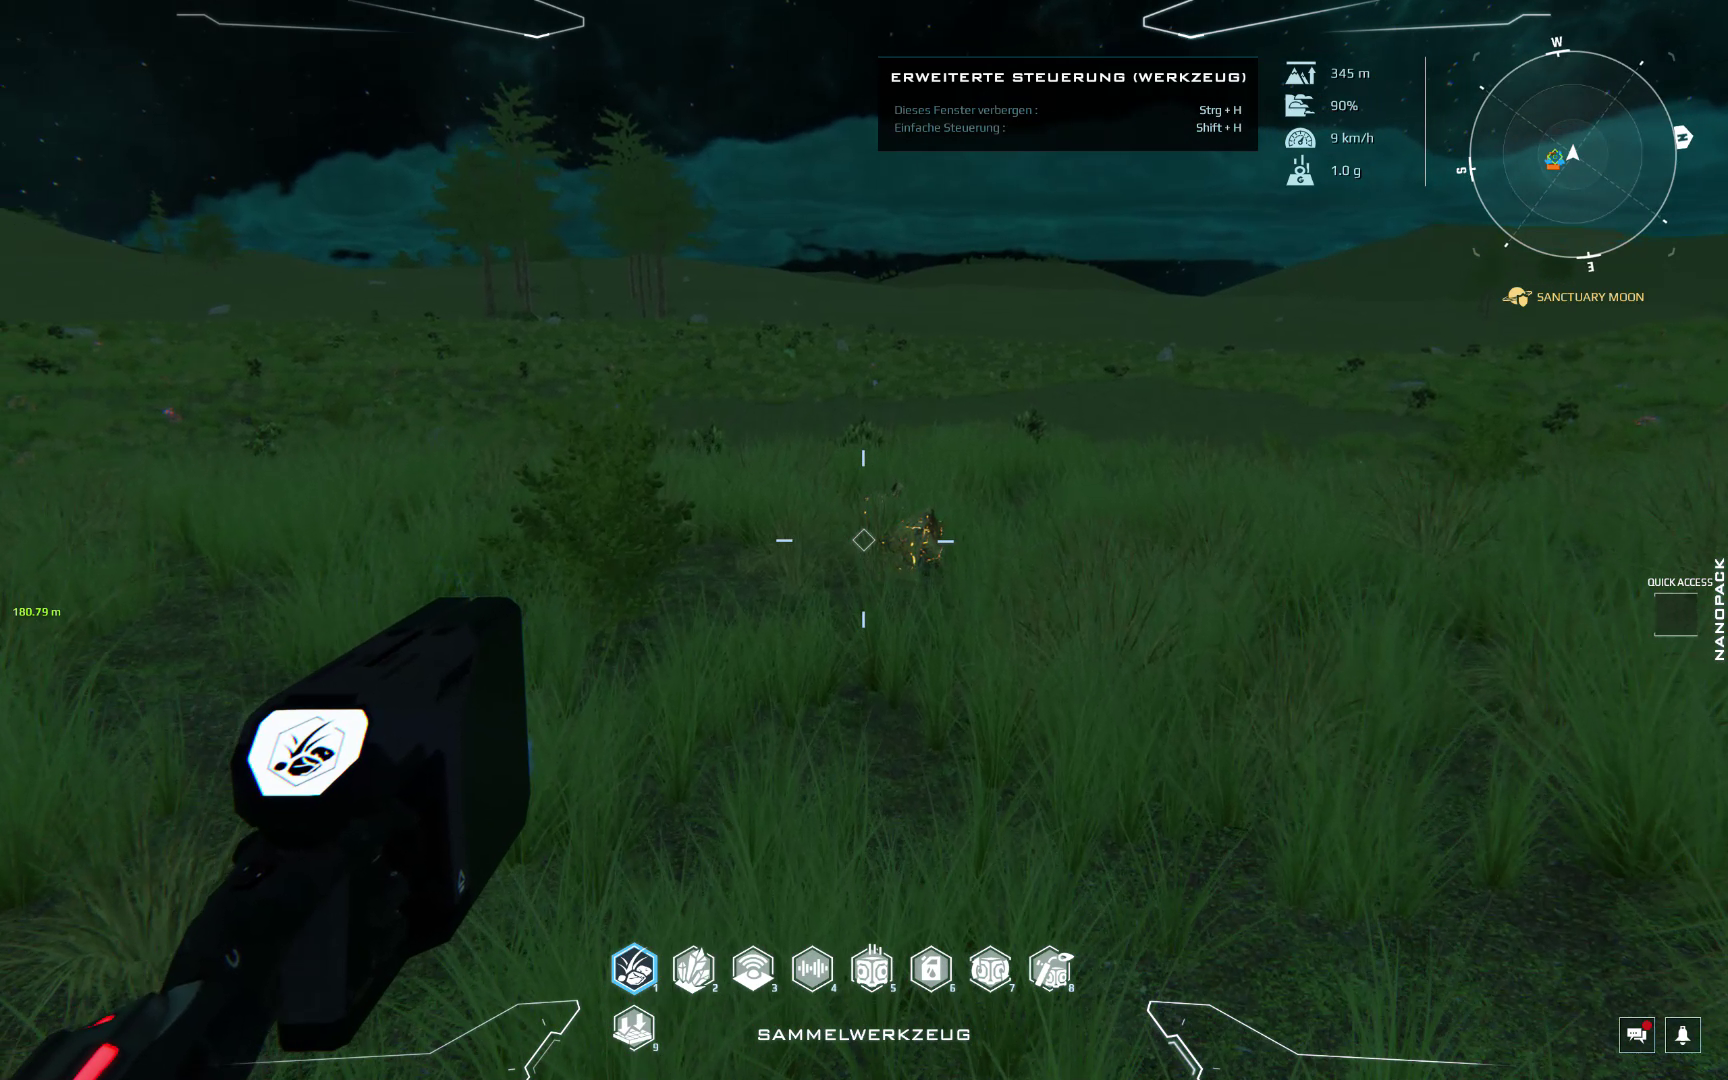 ERWEITERTE STEUERUNG (WERKZEUG)
Dieses Fenster verbergen : Strg + H
Einfache Steuerung : Shift + H
345 m
90%
9 km/h
1.0 g
W
N
S
E
SANCTUARY MOON
QUICK ACCESS
NANOPACK
180.79 m
1 2 3 4 5 6 7 8
9
SAMMELWERKZEUG